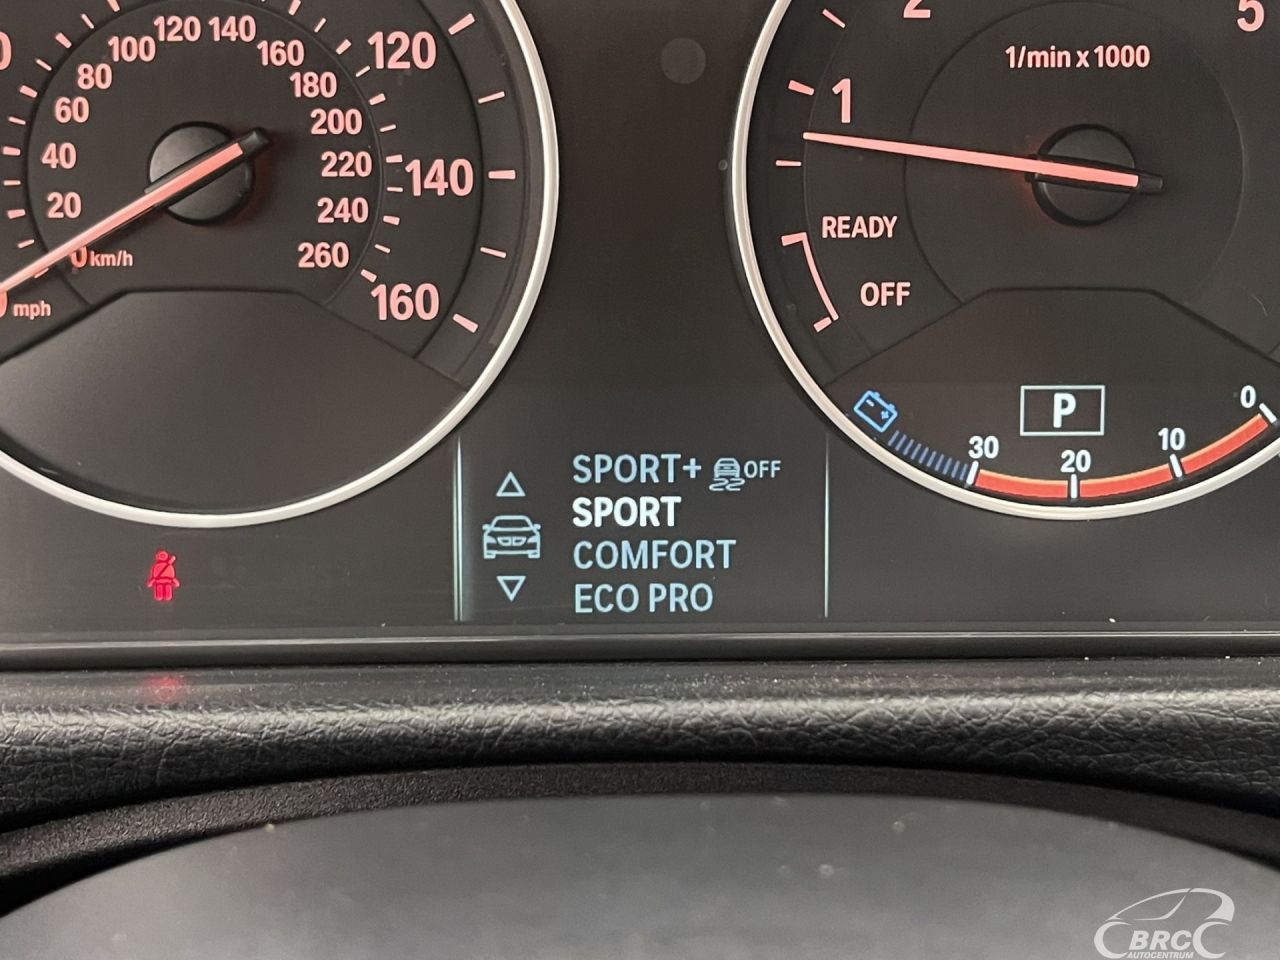 20
40
60
80
100
120
140
160
180
200
220
240
260
0 km/h
120
140
160
mph
1/min x 1000
1
2
5
READY
OFF
P
30
20
10
0
SPORT+ OFF
SPORT
COMFORT
ECO PRO
BRC
AUTOCENTRUM